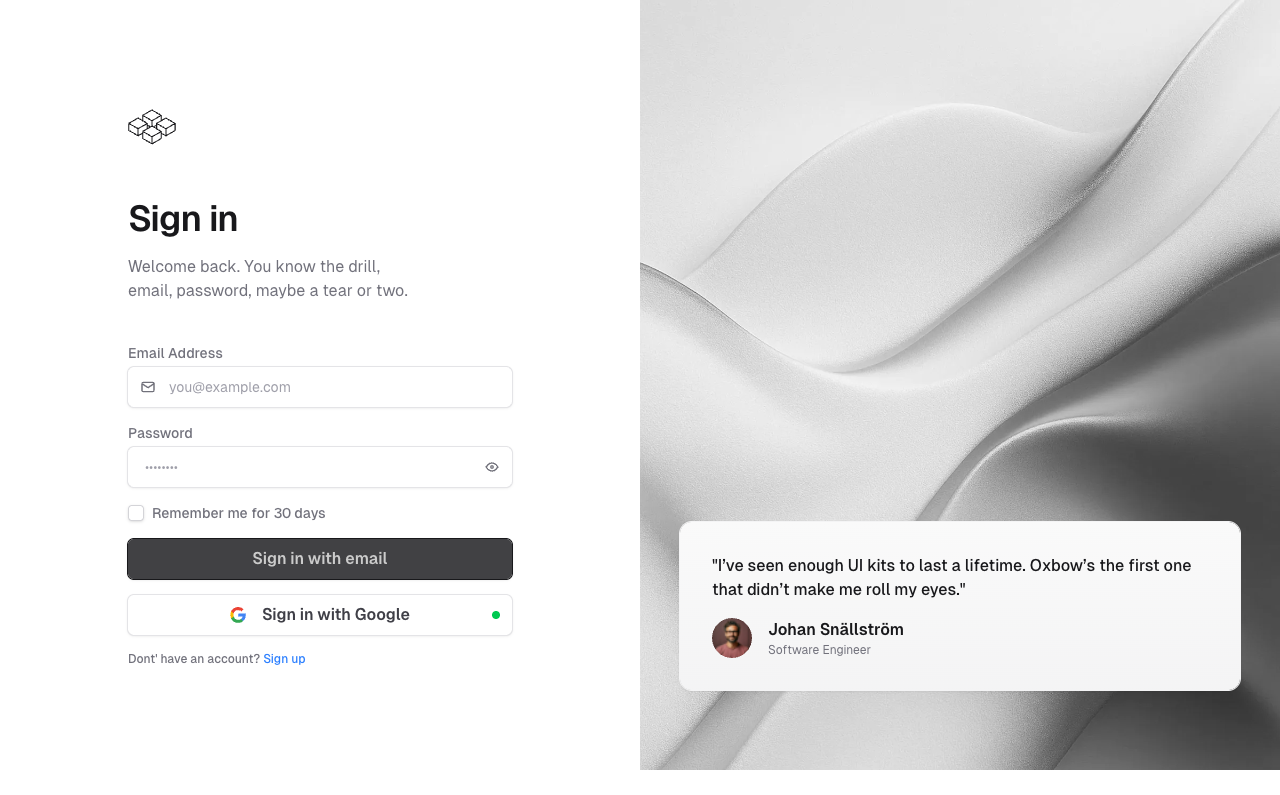 Sign in
Welcome back. You know the drill,
email, password, maybe a tear or two.
Email Address
you@example.com
Password
••••••••
Remember me for 30 days
Sign in with email
Sign in with Google
Dont' have an account? Sign up
"I’ve seen enough UI kits to last a lifetime. Oxbow’s the first one
that didn’t make me roll my eyes."
Johan Snällström
Software Engineer